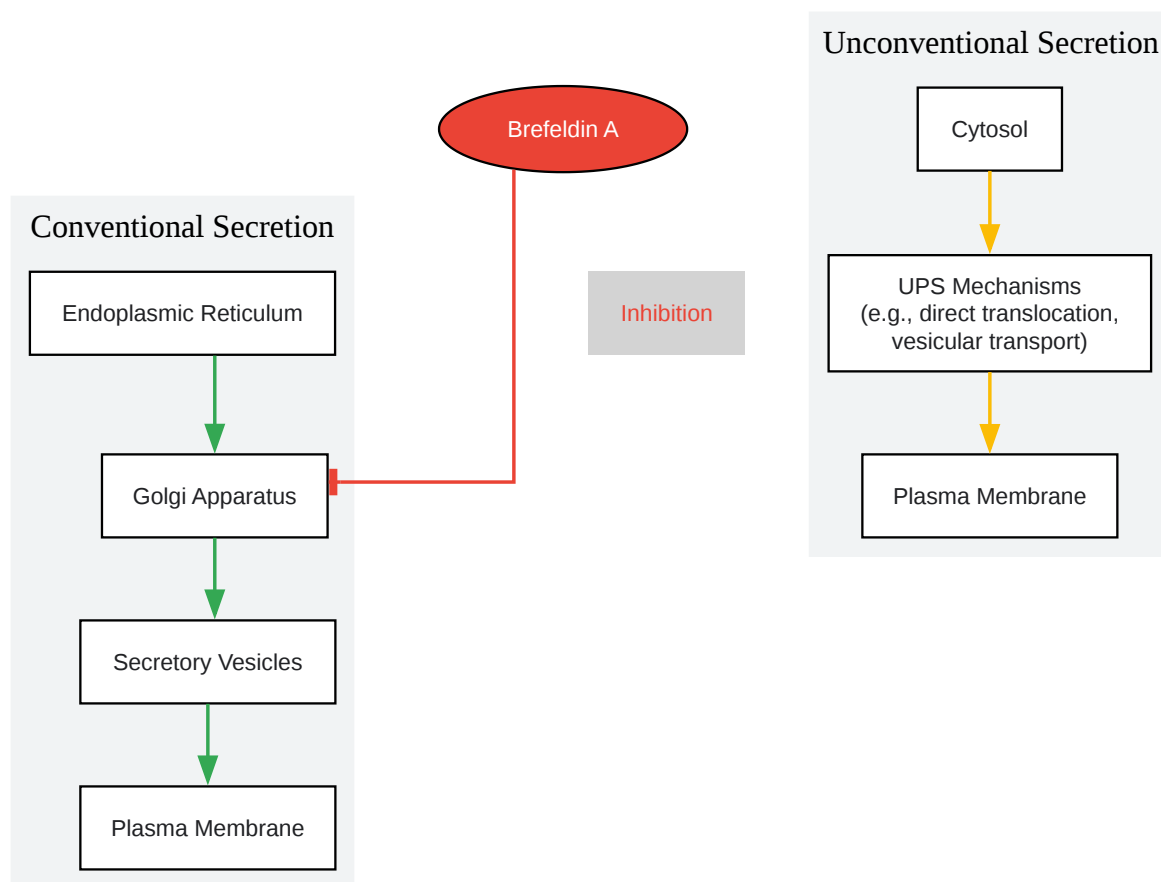 Unconventional Secretion
Cytosol
UPS Mechanisms
(e.g., direct translocation,
vesicular transport)
Plasma Membrane
Brefeldin A
Inhibition
Conventional Secretion
Endoplasmic Reticulum
Golgi Apparatus
Secretory Vesicles
Plasma Membrane